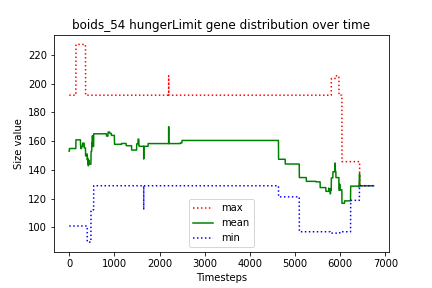 boids_54 hungerLimit gene distribution over time
Size value
220
200
180
160
140
120
100
max
mean
min
0 1000 2000 3000 4000 5000 6000 7000
Timesteps